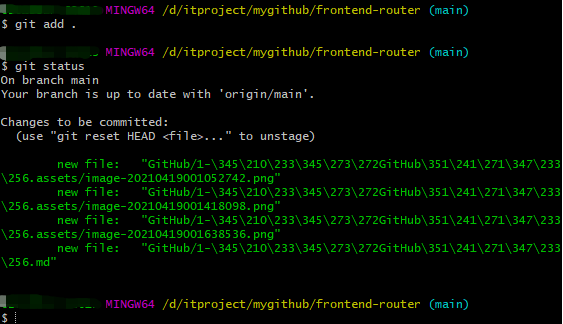 MINGW64 /d/itproject/mygithub/frontend-router (main)
$ git add .
MINGW64 /d/itproject/mygithub/frontend-router (main)
$ git status
On branch main
Your branch is up to date with 'origin/main'.
Changes to be committed:
(use "git reset HEAD <file>..." to unstage)
new file:   "GitHub/1-\345\210\233\345\273\272GitHub\351\241\271\347\233
\256.assets/image-20210419001052742.png"
new file:   "GitHub/1-\345\210\233\345\273\272GitHub\351\241\271\347\233
\256.assets/image-20210419001418098.png"
new file:   "GitHub/1-\345\210\233\345\273\272GitHub\351\241\271\347\233
\256.assets/image-20210419001638536.png"
new file:   "GitHub/1-\345\210\233\345\273\272GitHub\351\241\271\347\233
\256.md"
MINGW64 /d/itproject/mygithub/frontend-router (main)
$